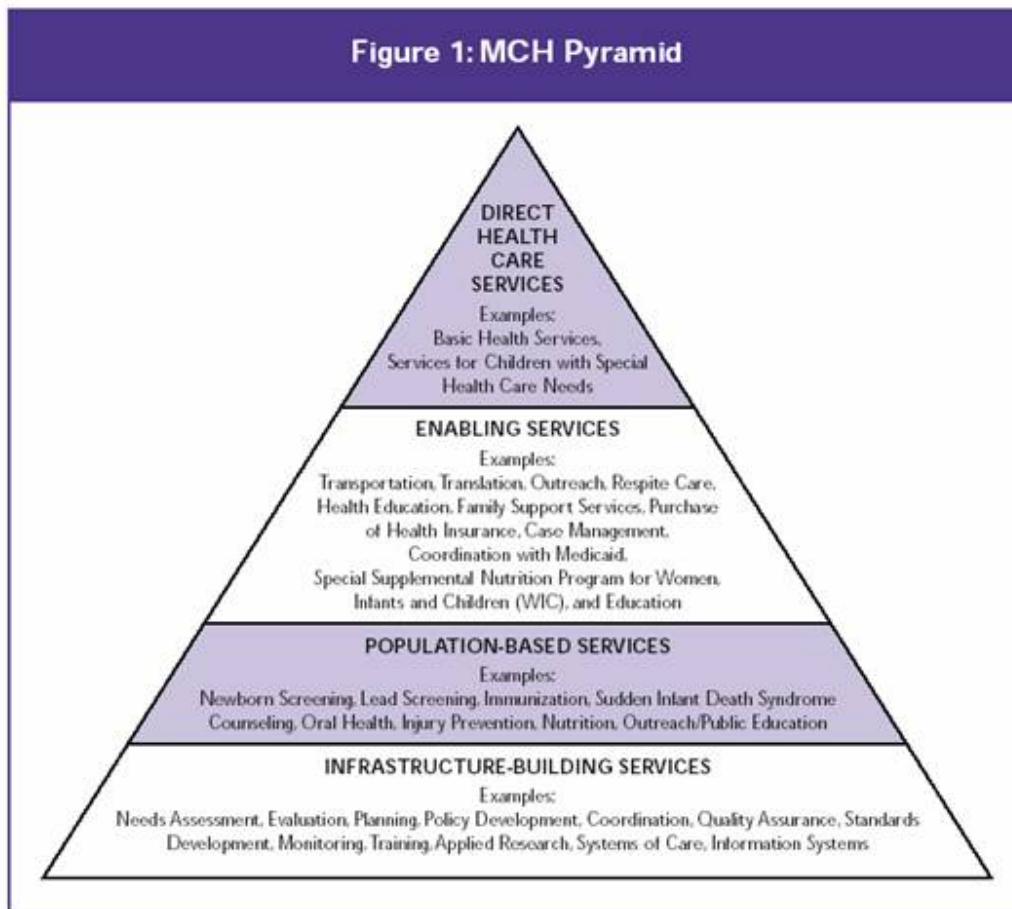 Figure 1: MCH Pyramid
DIRECT
HEALTH
CARE
SERVICES
Examples:
Basic Health Services,
Services for Children with Special
Health Care Needs
ENABLING SERVICES
Examples:
Transportation, Translation, Outreach, Respite Care,
Health Education, Family Support Services, Purchase
of Health Insurance, Case Management,
Coordination with Medicaid,
Special Supplemental Nutrition Program for Women,
Infants and Children (WIC), and Education
POPULATION-BASED SERVICES
Examples:
Newborn Screening, Lead Screening, Immunization, Sudden Infant Death Syndrome
Counseling, Oral Health, Injury Prevention, Nutrition, Outreach/Public Education
INFRASTRUCTURE-BUILDING SERVICES
Examples:
Needs Assessment, Evaluation, Planning, Policy Development, Coordination, Quality Assurance, Standards
Development, Monitoring, Training, Applied Research, Systems of Care, Information Systems